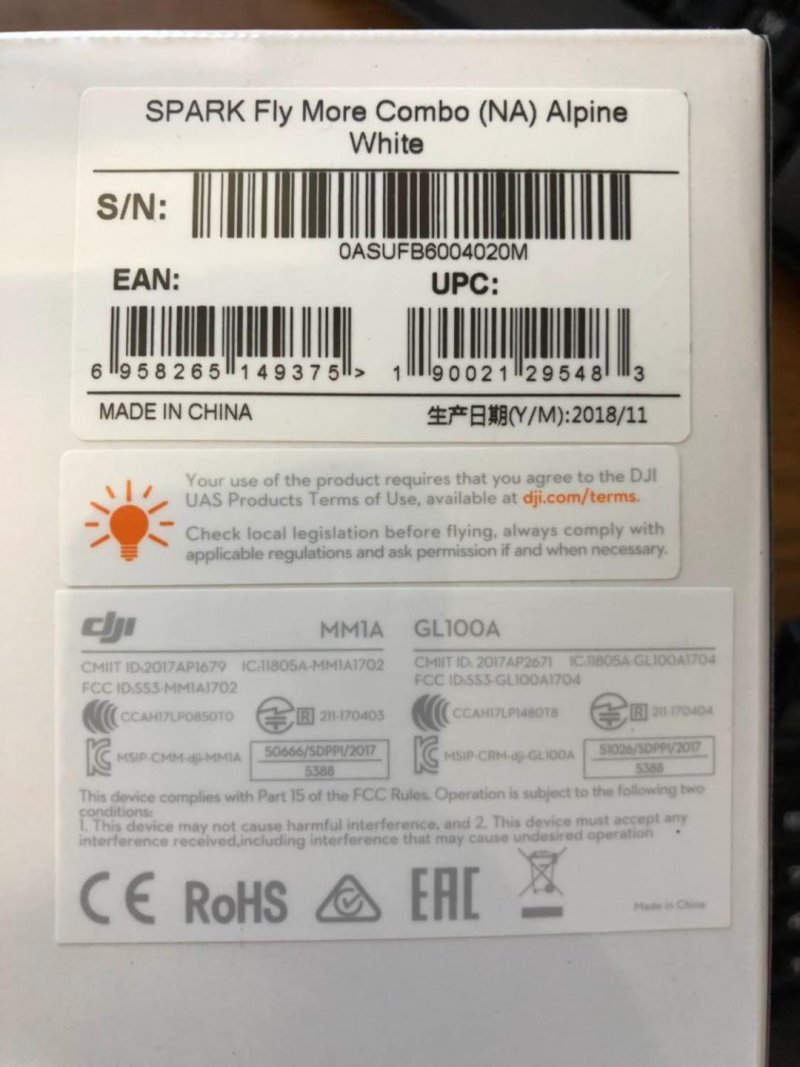 SPARK Fly More Combo (NA) Alpine
White
S/N:
0ASUFB6004020M
EAN: UPC:
6 958265 149375 > 1 90021 29548 3
MADE IN CHINA 生产日期(Y/M):2018/11
Your use of the product requires that you agree to the DJI
UAS Products Terms of Use, available at dji.com/terms.
Check local legislation before flying, always comply with
applicable regulations and ask permission if and when necessary.
dji MM1A GL100A
CMIIT ID:2017AP1679 IC:11805A-MM1A1702 CMIIT ID: 2017AP2671 IC:11805A-GL100A1704
FCC ID:SS3-MM1A1702 FCC ID:SS3-GL100A1704
CCAH17LP0850T0 R 211-170403 CCAH17LP1480T8 R 211-170404
MSIP-CMM-dji-MM1A 50666/SDPPI/2017 MSIP-CRM-dji-GL100A 51026/SDPPI/2017
5388 5388
This device complies with Part 15 of the FCC Rules. Operation is subject to the following two
conditions:
1. This device may not cause harmful interference, and 2. This device must accept any
interference received,including interference that may cause undesired operation
CE RoHS EAC
Made in China